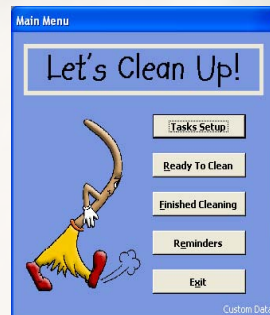 Main Menu
Let's Clean Up!
Tasks Setup
Ready To Clean
Finished Cleaning
Reminders
Exit
Custom Data